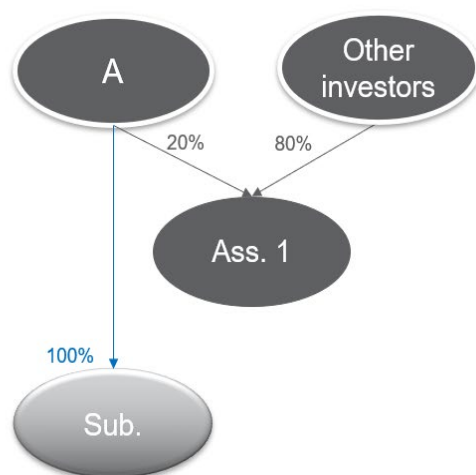 A
Other
investors
20%
80%
Ass. 1
100%
Sub.